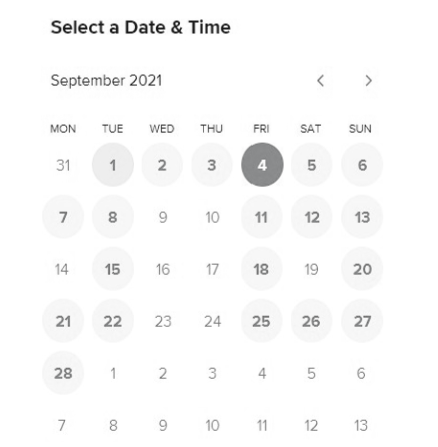 Select a Date & Time
September 2021
MON TUE WED THU FRI SAT SUN
31 1 2 3 4 5 6
7 8 9 10 11 12 13
14 15 16 17 18 19 20
21 22 23 24 25 26 27
28 1 2 3 4 5 6
7 8 9 10 11 12 13